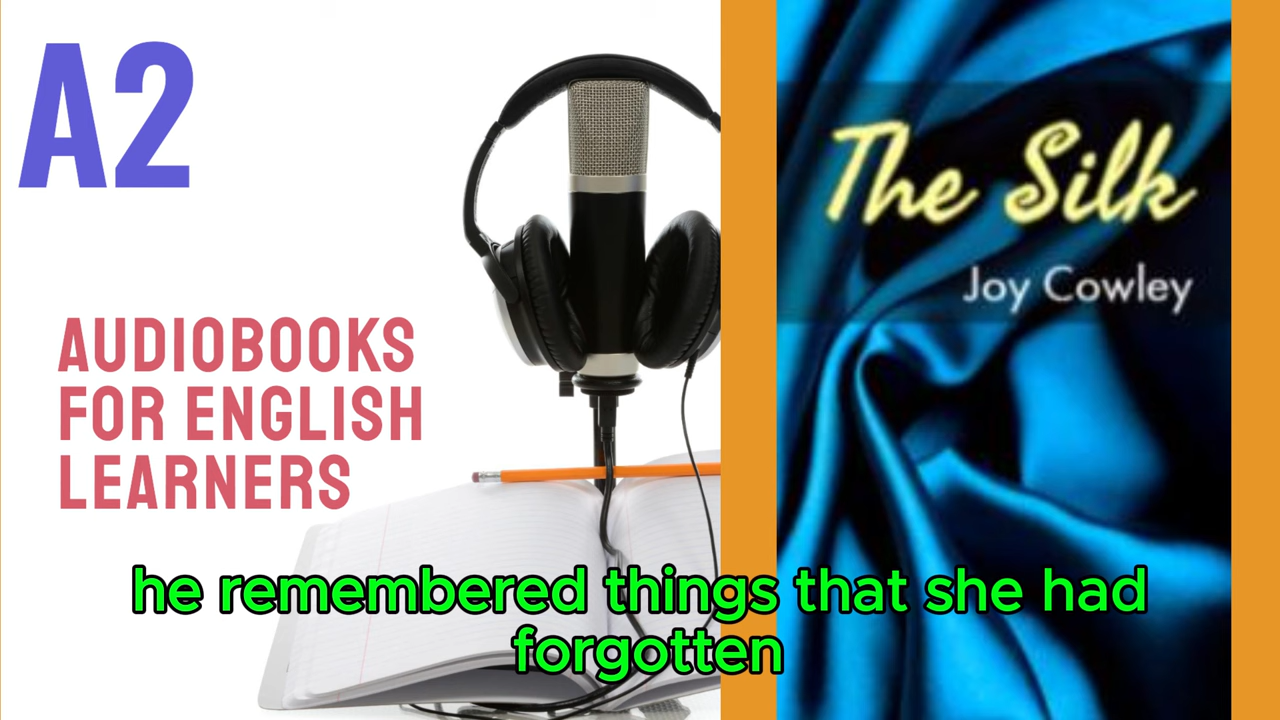 A2
AUDIOBOOKS
FOR ENGLISH
LEARNERS
The Silk
Joy Cowley
he remembered things that she had
forgotten